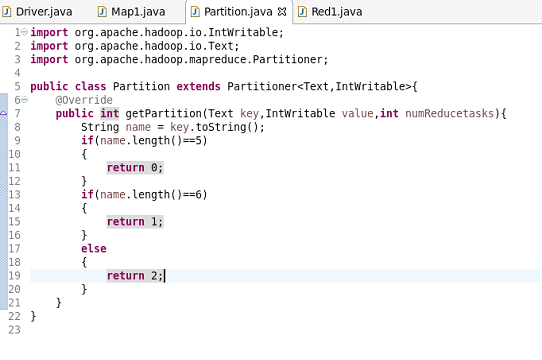 Driver.java Map1.java Partition.java Red1.java
1 import org.apache.hadoop.io.IntWritable;
2 import org.apache.hadoop.io.Text;
3 import org.apache.hadoop.mapreduce.Partitioner;
4
5 public class Partition extends Partitioner<Text,IntWritable>{
6     @Override
7     public int getPartition(Text key,IntWritable value,int numReducetasks){
8         String name = key.toString();
9         if(name.length()==5)
10         {
11             return 0;
12         }
13         if(name.length()==6)
14         {
15             return 1;
16         }
17         else
18         {
19             return 2;
20         }
21     }
22 }
23